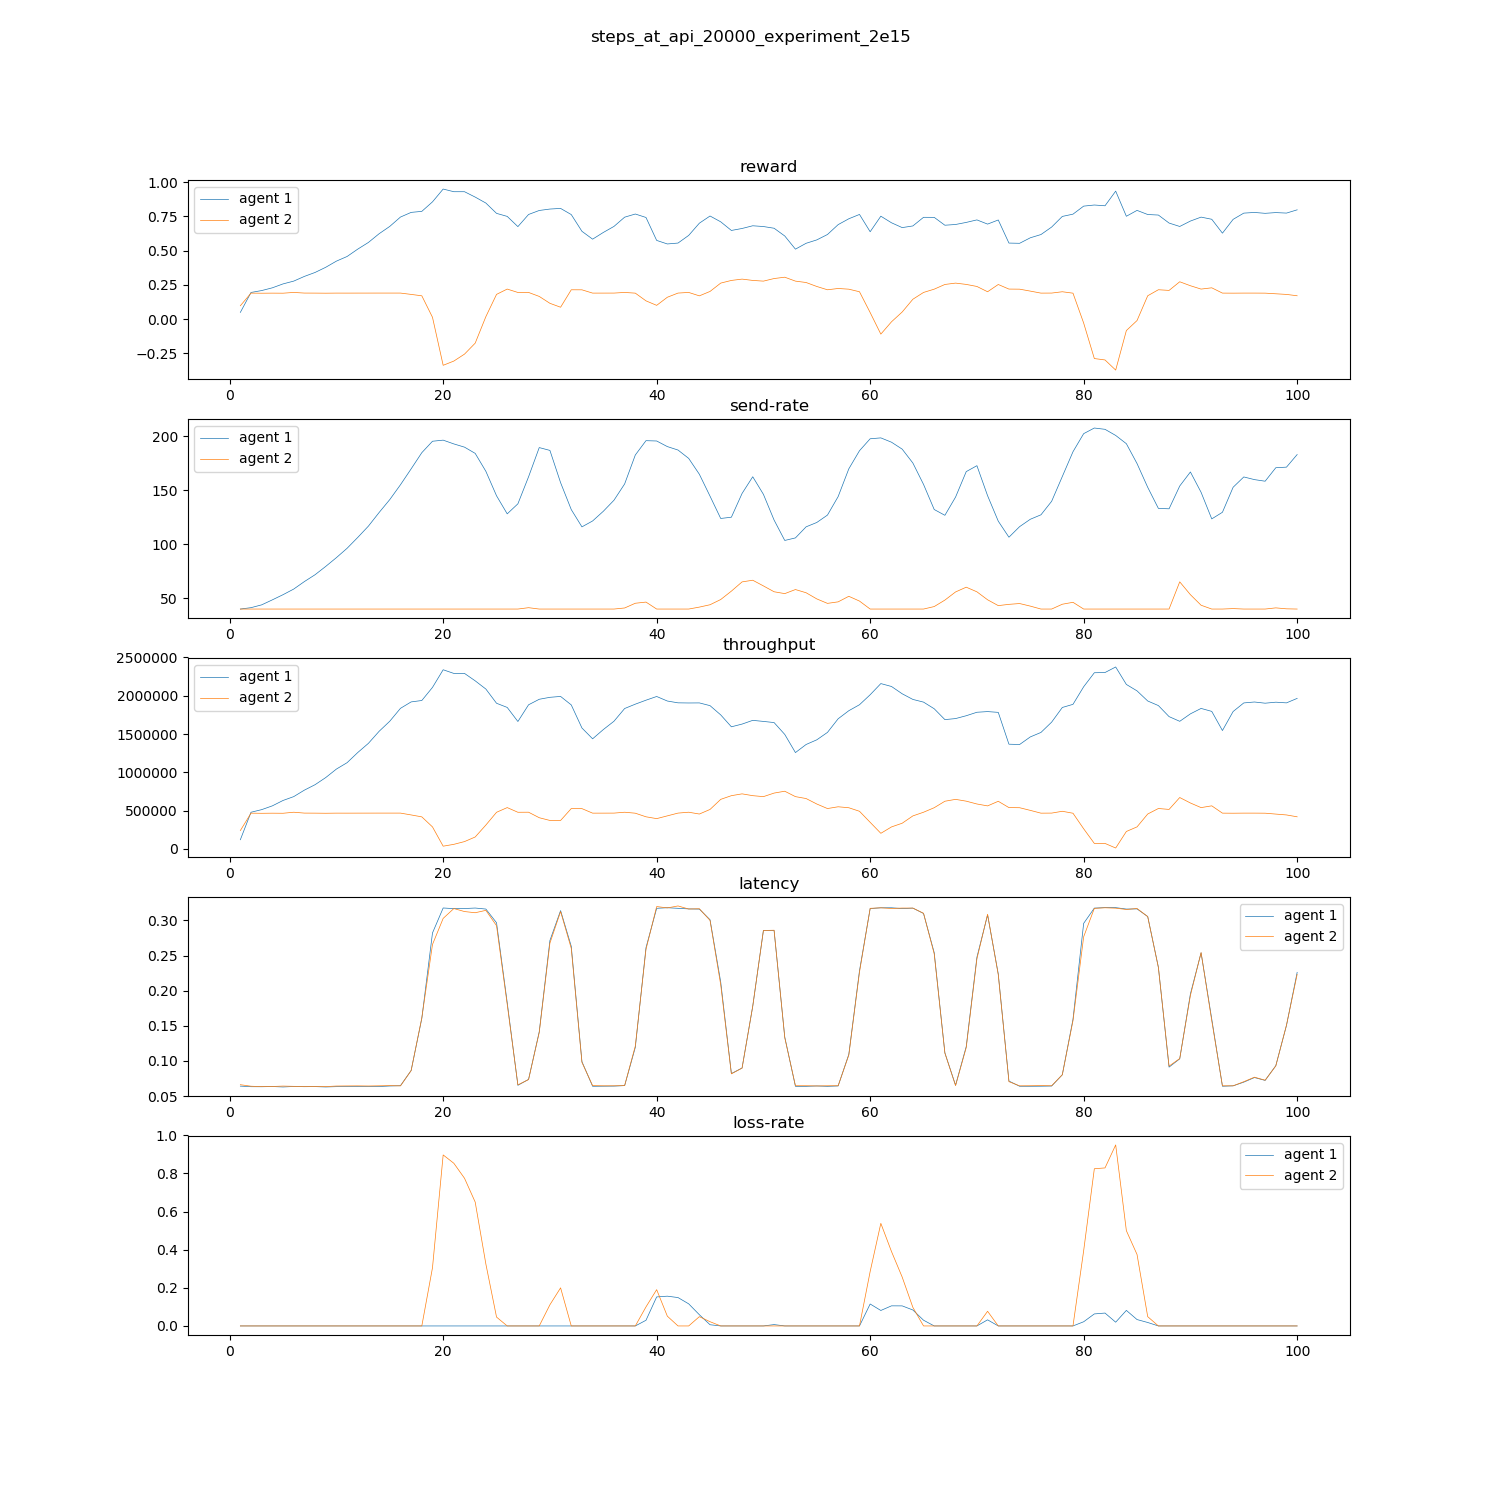 steps_at_api_20000_experiment_2e15
reward
1.00
0.75
0.50
0.25
0.00
−0.25
agent 1
agent 2
0 20 40 60 80 100
send-rate
200
150
100
50
agent 1
agent 2
0 20 40 60 80 100
throughput
2500000
2000000
1500000
1000000
500000
0
agent 1
agent 2
0 20 40 60 80 100
latency
0.30
0.25
0.20
0.15
0.10
0.05
agent 1
agent 2
0 20 40 60 80 100
loss-rate
1.0
0.8
0.6
0.4
0.2
0.0
agent 1
agent 2
0 20 40 60 80 100